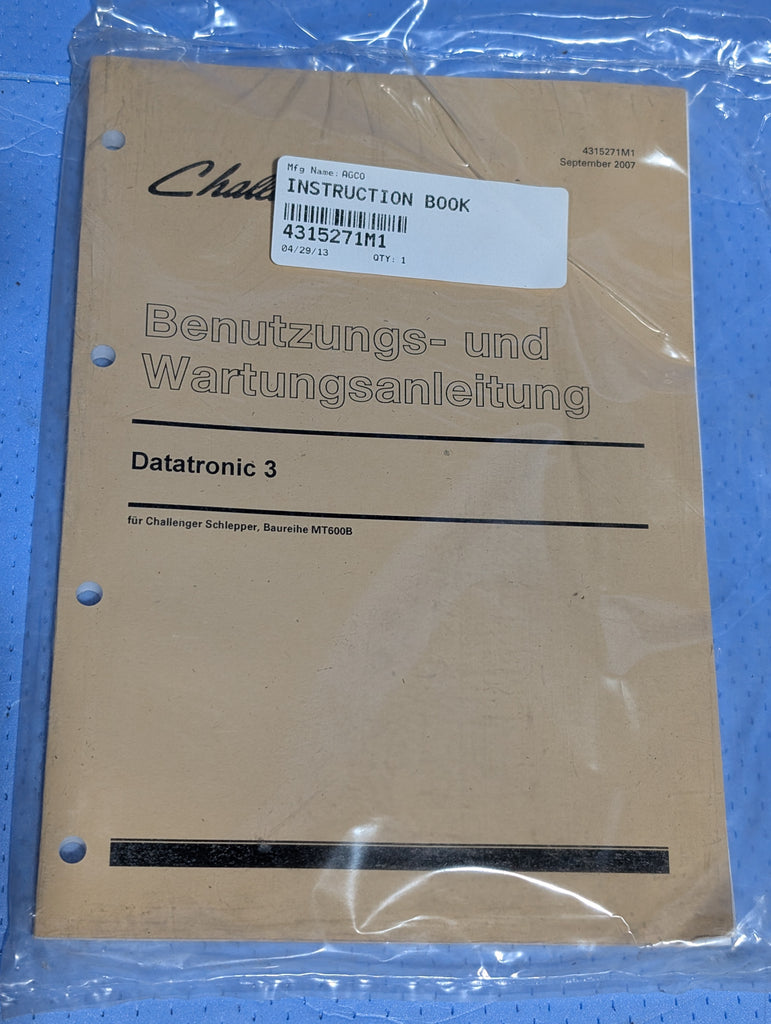 4315271M1
September 2007
Mfg Name: AGCO
INSTRUCTION BOOK
4315271M1
04/29/13 QTY: 1
Benutzungs- und
Wartungsanleitung
Datatronic 3
für Challenger Schlepper, Baureihe MT600B